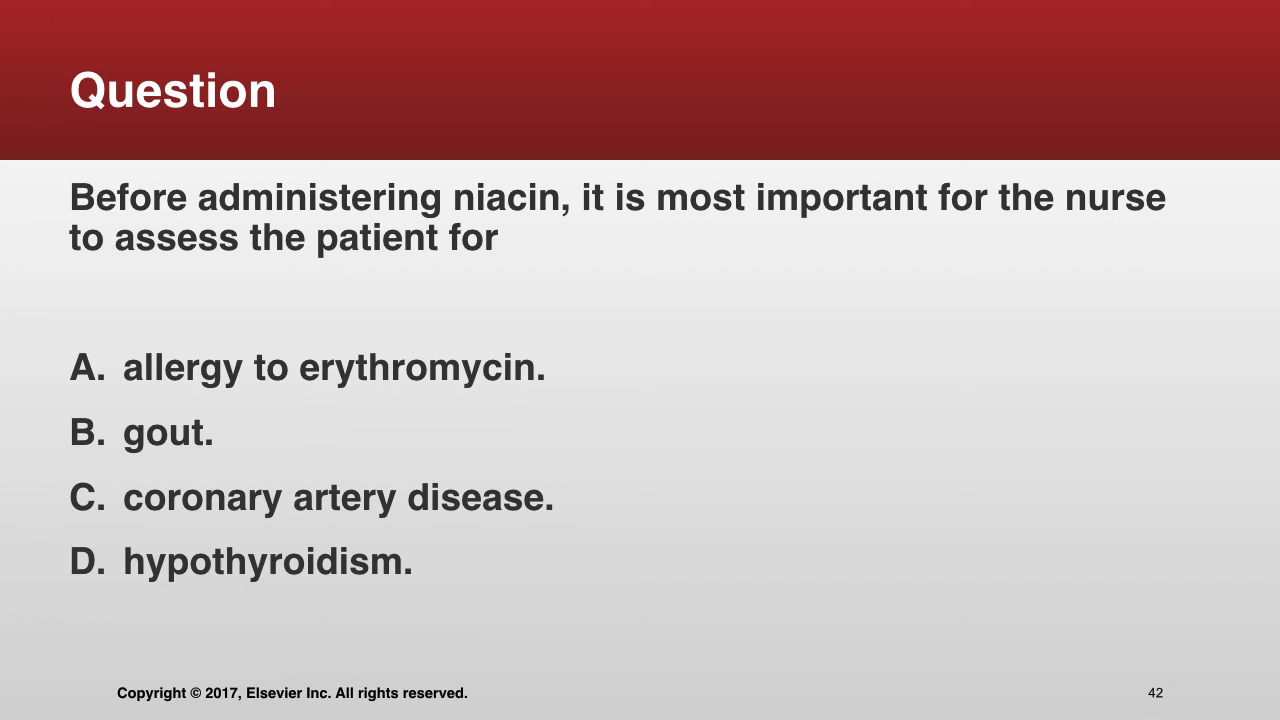 Question
Before administering niacin, it is most important for the nurse
to assess the patient for
A. allergy to erythromycin.
B. gout.
C. coronary artery disease.
D. hypothyroidism.
Copyright © 2017, Elsevier Inc. All rights reserved.
42